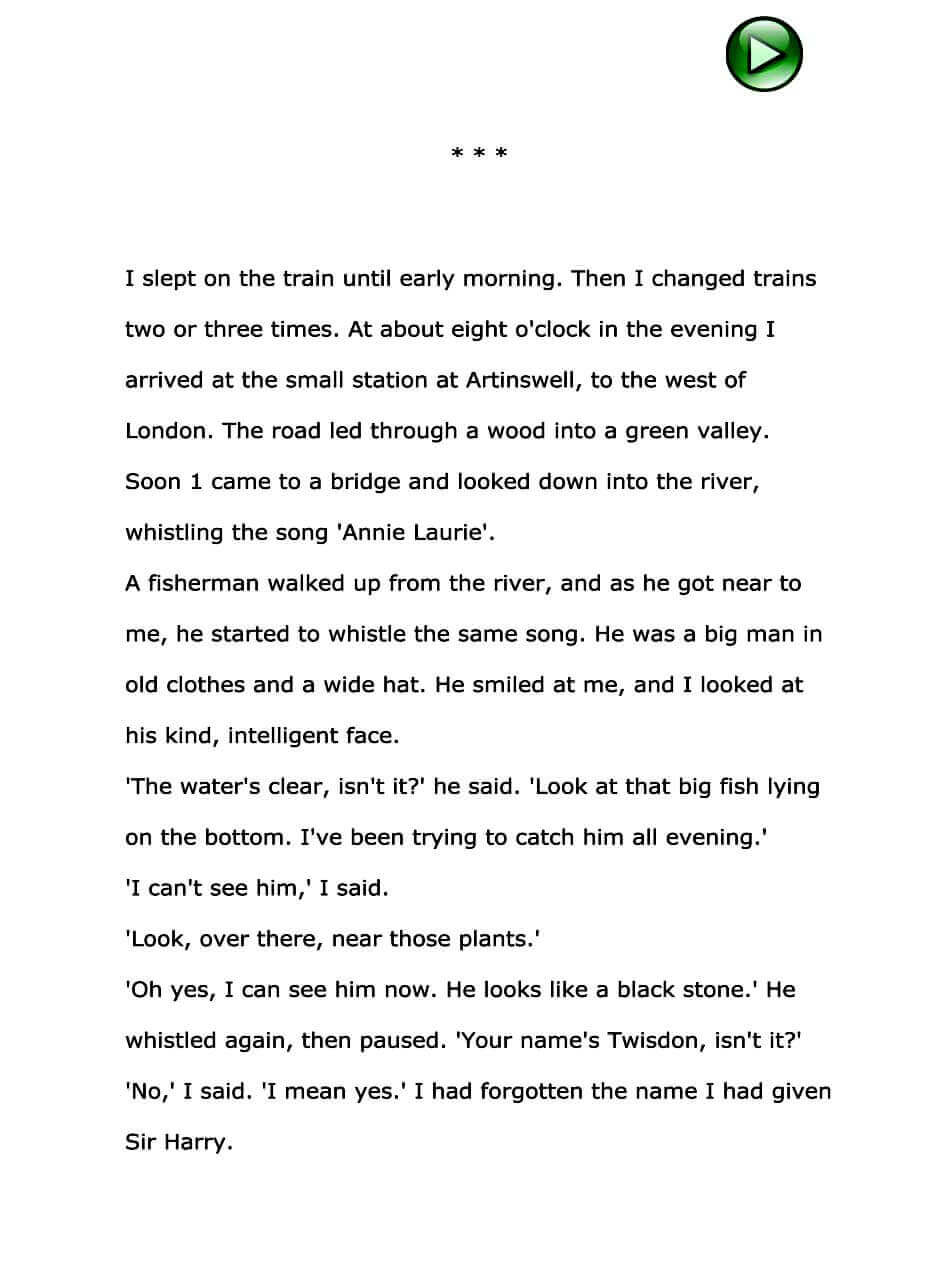 * * *
I slept on the train until early morning. Then I changed trains
two or three times. At about eight o'clock in the evening I
arrived at the small station at Artinswell, to the west of
London. The road led through a wood into a green valley.
Soon 1 came to a bridge and looked down into the river,
whistling the song 'Annie Laurie'.
A fisherman walked up from the river, and as he got near to
me, he started to whistle the same song. He was a big man in
old clothes and a wide hat. He smiled at me, and I looked at
his kind, intelligent face.
'The water's clear, isn't it?' he said. 'Look at that big fish lying
on the bottom. I've been trying to catch him all evening.'
'I can't see him,' I said.
'Look, over there, near those plants.'
'Oh yes, I can see him now. He looks like a black stone.' He
whistled again, then paused. 'Your name's Twisdon, isn't it?'
'No,' I said. 'I mean yes.' I had forgotten the name I had given
Sir Harry.